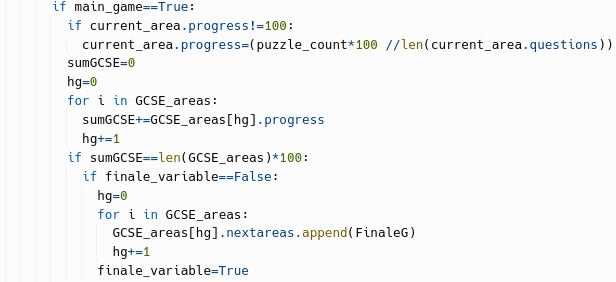 if main_game==True:
if current_area.progress!=100:
current_area.progress=(puzzle_count*100 //len(current_area.questions))
sumGCSE=0
hg=0
for i in GCSE_areas:
sumGCSE+=GCSE_areas[hg].progress
hg+=1
if sumGCSE==len(GCSE_areas)*100:
if finale_variable==False:
hg=0
for i in GCSE_areas:
GCSE_areas[hg].nextareas.append(FinaleG)
hg+=1
finale_variable=True